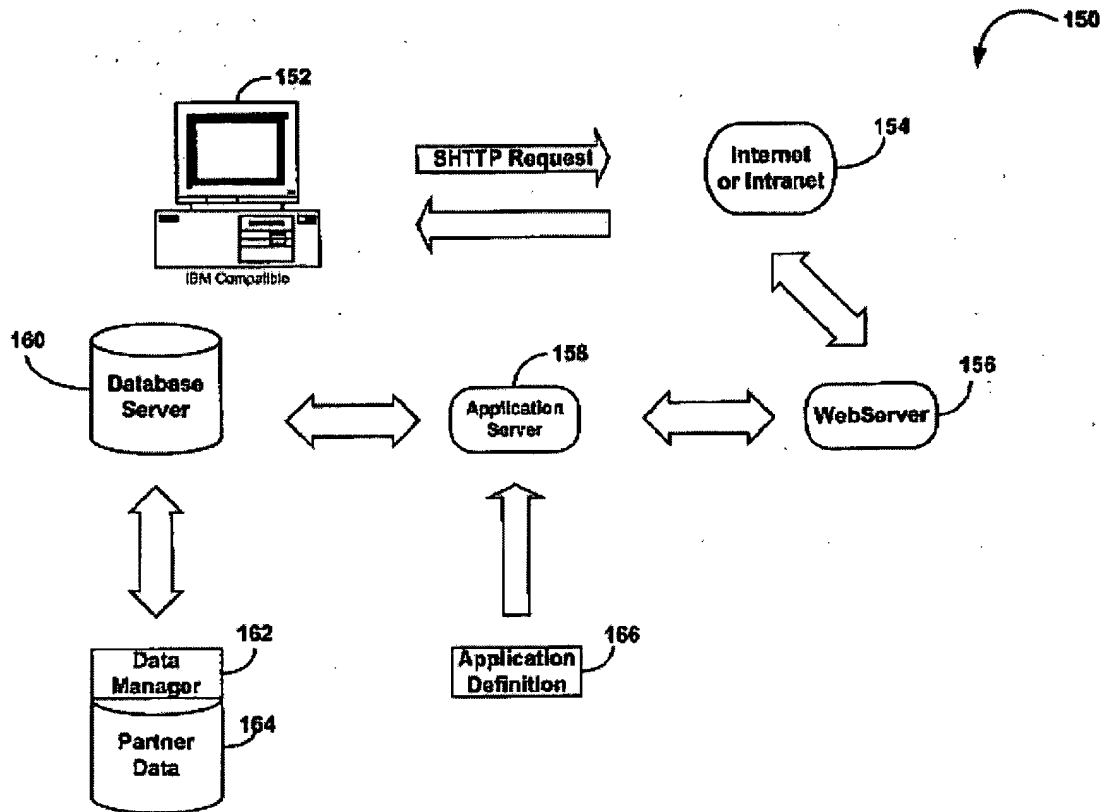 150
152
SHTTP Request
Internet
or Intranet
154
IBM Compatible
160
Database
Server
158
Application
Server
156
WebServer
162
Data
Manager
164
Partner
Data
166
Application
Definition